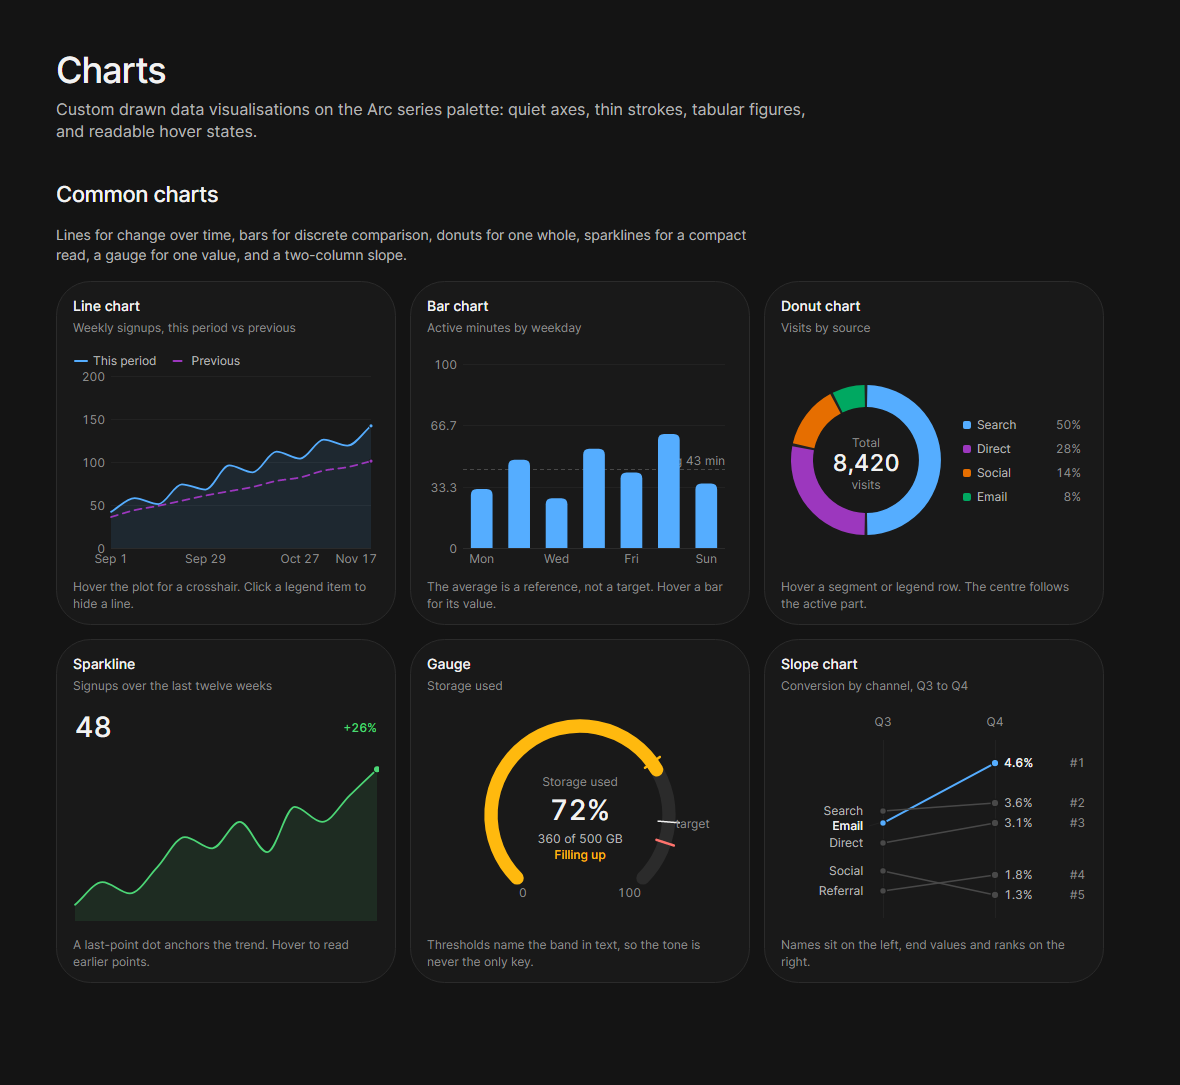 Charts
Custom drawn data visualisations on the Arc series palette: quiet axes, thin strokes, tabular figures,
and readable hover states.
Common charts
Lines for change over time, bars for discrete comparison, donuts for one whole, sparklines for a compact
read, a gauge for one value, and a two-column slope.
Line chart
Weekly signups, this period vs previous
This period Previous
200
150
100
50
0
Sep 1 Sep 29 Oct 27 Nov 17
Hover the plot for a crosshair. Click a legend item to
hide a line.
Bar chart
Active minutes by weekday
100
66.7
43 min
33.3
0
Mon Wed Fri Sun
The average is a reference, not a target. Hover a bar
for its value.
Donut chart
Visits by source
Total
8,420
visits
Search 50%
Direct 28%
Social 14%
Email 8%
Hover a segment or legend row. The centre follows
the active part.
Sparkline
Signups over the last twelve weeks
48 +26%
A last-point dot anchors the trend. Hover to read
earlier points.
Gauge
Storage used
Storage used
72%
360 of 500 GB
Filling up
target
0 100
Thresholds name the band in text, so the tone is
never the only key.
Slope chart
Conversion by channel, Q3 to Q4
Q3 Q4
4.6% #1
Search 3.6% #2
Email 3.1% #3
Direct
Social 1.8% #4
Referral 1.3% #5
Names sit on the left, end values and ranks on the
right.